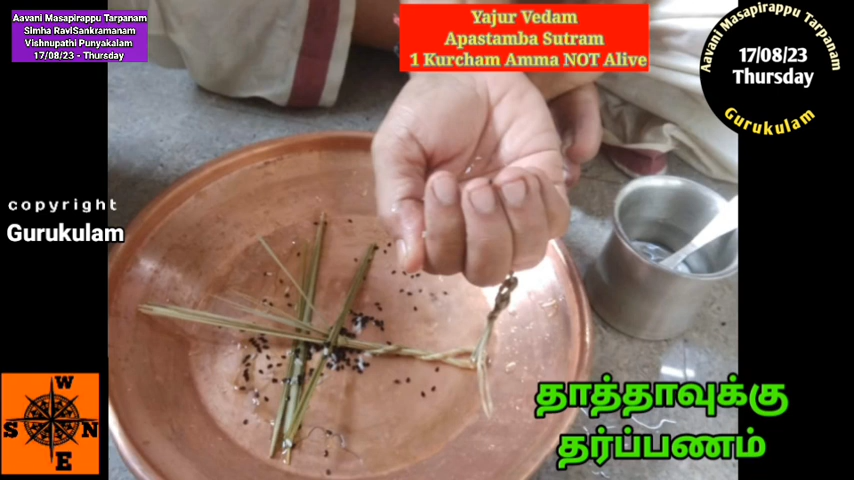 Aavani Masapirappu Tarpanam
Simha RaviSankramanam
Vishnupathi Punyakalam
17/08/23 - Thursday
Yajur Vedam
Apastamba Sutram
1 Kurcham Amma NOT Alive
Aavani Masapirappu Tarpanam
17/08/23
Thursday
Gurukulam
copyright
Gurukulam
W
S N
E
தாத்தாவுக்கு
தர்ப்பணம்